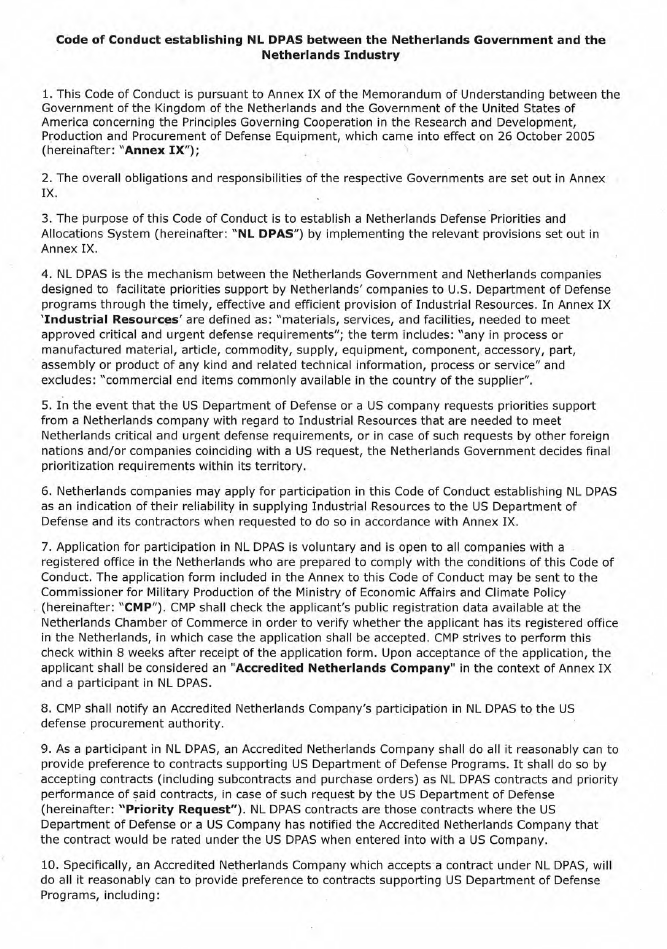 Code of Conduct establishing NL DPAS between the Netherlands Government and the
Netherlands Industry
1. This Code of Conduct is pursuant to Annex IX of the Memorandum of Understanding between the
Government of the Kingdom of the Netherlands and the Government of the United States of
America concerning the Principles Governing Cooperation in the Research and Development,
Production and Procurement of Defense Equipment, which came into effect on 26 October 2005
(hereinafter: "Annex IX");
2. The overall obligations and responsibilities of the respective Governments are set out in Annex
IX.
3. The purpose of this Code of Conduct is to establish a Netherlands Defense Priorities and
Allocations System (hereinafter: "NL DPAS") by implementing the relevant provisions set out in
Annex IX.
4. NL DPAS is the mechanism between the Netherlands Government and Netherlands companies
designed to facilitate priorities support by Netherlands' companies to U.S. Department of Defense
programs through the timely, effective and efficient provision of Industrial Resources. In Annex IX
'Industrial Resources' are defined as: "materials, services, and facilities, needed to meet
approved critical and urgent defense requirements"; the term includes: "any in process or
manufactured material, article, commodity, supply, equipment, component, accessory, part,
assembly or product of any kind and related technical information, process or service" and
excludes: "commercial end items commonly available in the country of the supplier".
5. In the event that the US Department of Defense or a US company requests priorities support
from a Netherlands company with regard to Industrial Resources that are needed to meet
Netherlands critical and urgent defense requirements, or in case of such requests by other foreign
nations and/or companies coinciding with a US request, the Netherlands Government decides final
prioritization requirements within its territory.
6. Netherlands companies may apply for participation in this Code of Conduct establishing NL DPAS
as an indication of their reliability in supplying Industrial Resources to the US Department of
Defense and its contractors when requested to do so in accordance with Annex IX.
7. Application for participation in NL DPAS is voluntary and is open to all companies with a
registered office in the Netherlands who are prepared to comply with the conditions of this Code of
Conduct. The application form included in the Annex to this Code of Conduct may be sent to the
Commissioner for Military Production of the Ministry of Economic Affairs and Climate Policy
(hereinafter: "CMP"). CMP shall check the applicant's public registration data available at the
Netherlands Chamber of Commerce in order to verify whether the applicant has its registered office
in the Netherlands, in which case the application shall be accepted. CMP strives to perform this
check within 8 weeks after receipt of the application form. Upon acceptance of the application, the
applicant shall be considered an "Accredited Netherlands Company" in the context of Annex IX
and a participant in NL DPAS.
8. CMP shall notify an Accredited Netherlands Company's participation in NL DPAS to the US
defense procurement authority.
9. As a participant in NL DPAS, an Accredited Netherlands Company shall do all it reasonably can to
provide preference to contracts supporting US Department of Defense Programs. It shall do so by
accepting contracts (including subcontracts and purchase orders) as NL DPAS contracts and priority
performance of said contracts, in case of such request by the US Department of Defense
(hereinafter: "Priority Request"). NL DPAS contracts are those contracts where the US
Department of Defense or a US Company has notified the Accredited Netherlands Company that
the contract would be rated under the US DPAS when entered into with a US Company.
10. Specifically, an Accredited Netherlands Company which accepts a contract under NL DPAS, will
do all it reasonably can to provide preference to contracts supporting US Department of Defense
Programs, including: